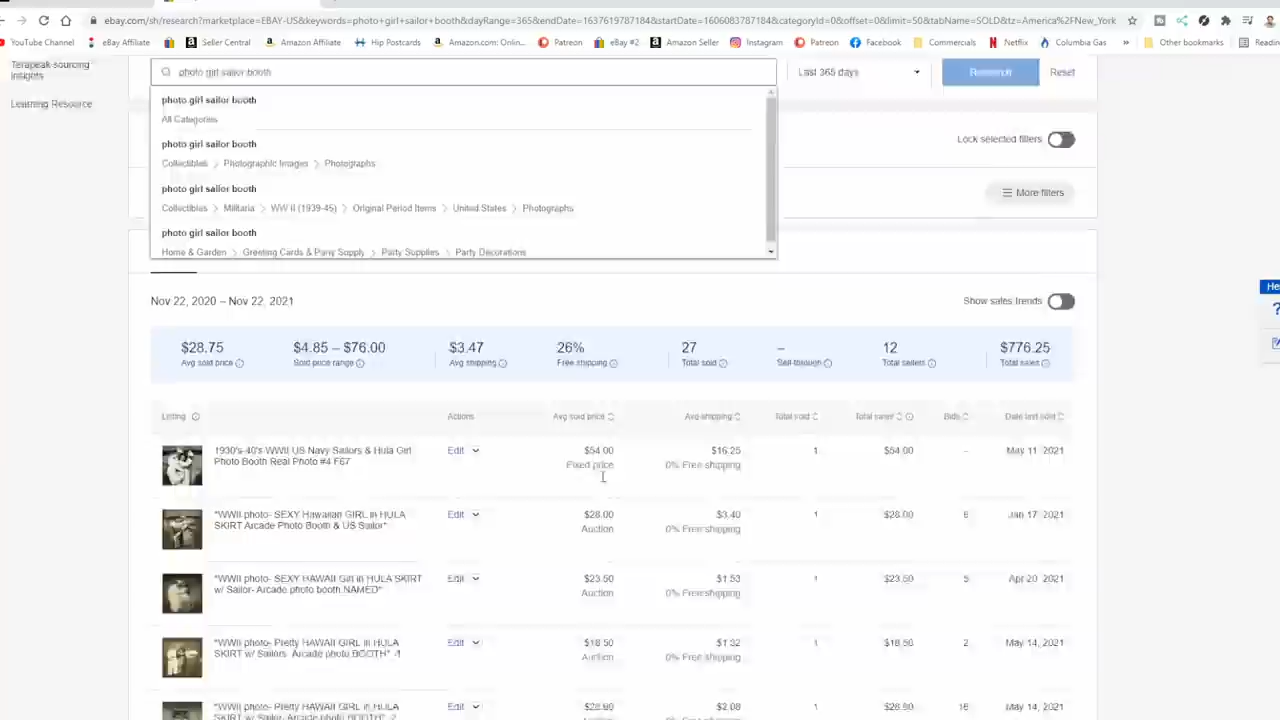 ebay.com/sh/research?marketplace=EBAY-US&keywords=photo+girl+sailor+booth&dayRange=365&endDate=1637619787184&startDate=1606083787184&categoryId=0&offset=0&limit=50&tabName=SOLD&tz=America%2FNew_York
YouTube Channel eBay Affiliate Seller Central Amazon Affiliate Hip Postcards Amazon.com: Onlin... Patreon eBay #2 Amazon Seller Instagram Patreon Facebook Commercials Netflix Columbia Gas » Other bookmarks
Terapeak sourcing insights
Learning Resource
photo girl sailor booth Last 365 days Research Reset
photo girl sailor booth
All Categories
photo girl sailor booth
Collectibles > Photographic Images > Photographs
photo girl sailor booth
Collectibles > Militaria > WW II (1939-45) > Original Period Items > United States > Photographs
photo girl sailor booth
Home & Garden > Greeting Cards & Party Supply > Party Supplies > Party Decorations
Lock selected filters
More filters
Nov 22, 2020 – Nov 22, 2021 Show sales trends
$28.75 $4.85 – $76.00 $3.47 26% 27 – 12 $776.25
Avg sold price Sold price range Avg shipping Free shipping Total sold Sell-through Total sellers Total sales
Listing Actions Avg sold price Avg shipping Total sold Total sales Bids Date last sold
1930's-40's WWII US Navy Sailors & Hula Girl Edit $54.00 $16.25 1 $54.00 – May 11, 2021
Photo Booth Real Photo #4 F67 Fixed price 0% Free shipping
*WWII photo- SEXY Hawaiian GIRL in HULA Edit $28.00 $3.40 1 $28.00 6 Jan 17, 2021
SKIRT Arcade Photo Booth & US Sailor* Auction 0% Free shipping
*WWII photo- SEXY HAWAII Girl in HULA SKIRT Edit $23.50 $1.53 1 $23.50 5 Apr 20, 2021
w/ Sailor- Arcade photo booth NAMED* Auction 0% Free shipping
*WWII photo- Pretty HAWAII GIRL in HULA Edit $18.50 $1.32 1 $18.50 2 May 14, 2021
SKIRT w/ Sailors- Arcade photo BOOTH* -1 Auction 0% Free shipping
*WWII photo- Pretty HAWAII GIRL in HULA Edit $2.08 1 16 May 14, 2021
SKIRT w/ Sailor- Arcade photo BOOTH* -2